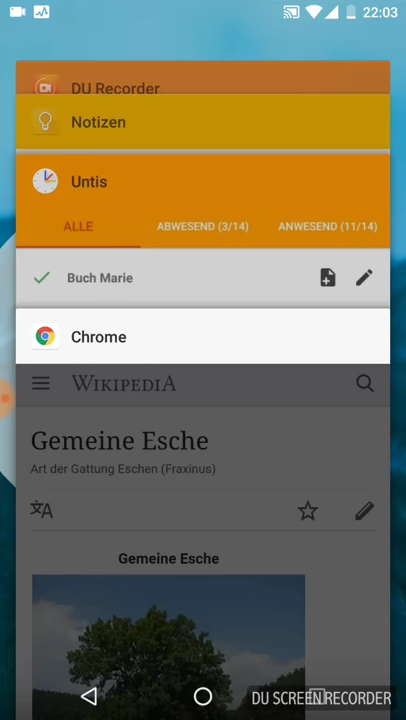 22:03
DU Recorder
Notizen
Untis
ALLE ABWESEND (3/14) ANWESEND (11/14)
Buch Marie
Chrome
WIKIPEDIA
Gemeine Esche
Art der Gattung Eschen (Fraxinus)
Gemeine Esche
DU SCREEN RECORDER